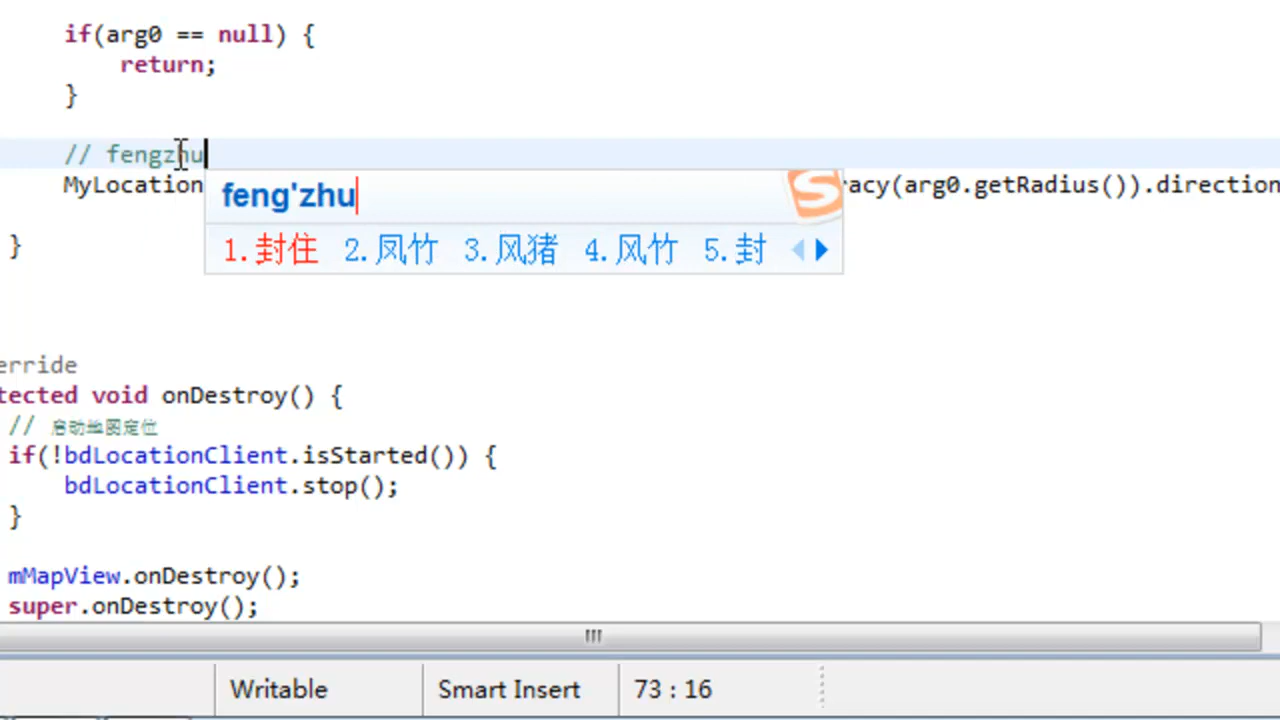 if(arg0 == null) {
return;
}
// fengzhu
MyLocation racy(arg0.getRadius()).direction
feng'zhu
1.封住 2.凤竹 3.风猪 4.风竹 5.封
}
erride
tected void onDestroy() {
// 启动地图定位
if(!bdLocationClient.isStarted()) {
bdLocationClient.stop();
}
mMapView.onDestroy();
super.onDestroy();
Writable Smart Insert 73 : 16